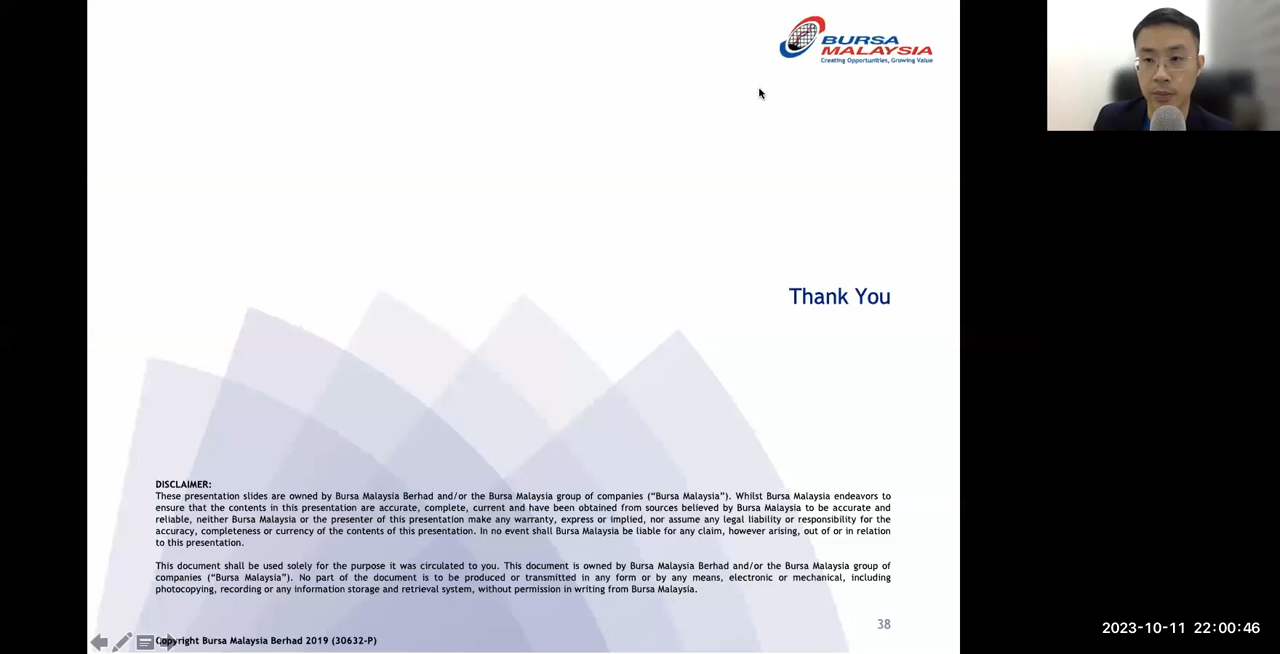 BURSA
MALAYSIA
Creating Opportunities, Growing Value
Thank You
DISCLAIMER:
These presentation slides are owned by Bursa Malaysia Berhad and/or the Bursa Malaysia group of companies (“Bursa Malaysia”). Whilst Bursa Malaysia endeavors to
ensure that the contents in this presentation are accurate, complete, current and have been obtained from sources believed by Bursa Malaysia to be accurate and
reliable, neither Bursa Malaysia or the presenter of this presentation make any warranty, express or implied, nor assume any legal liability or responsibility for the
accuracy, completeness or currency of the contents of this presentation. In no event shall Bursa Malaysia be liable for any claim, however arising, out of or in relation
to this presentation.
This document shall be used solely for the purpose it was circulated to you. This document is owned by Bursa Malaysia Berhad and/or the Bursa Malaysia group of
companies (“Bursa Malaysia”). No part of the document is to be produced or transmitted in any form or by any means, electronic or mechanical, including
photocopying, recording or any information storage and retrieval system, without permission in writing from Bursa Malaysia.
38
Copyright Bursa Malaysia Berhad 2019 (30632-P)
2023-10-11 22:00:46